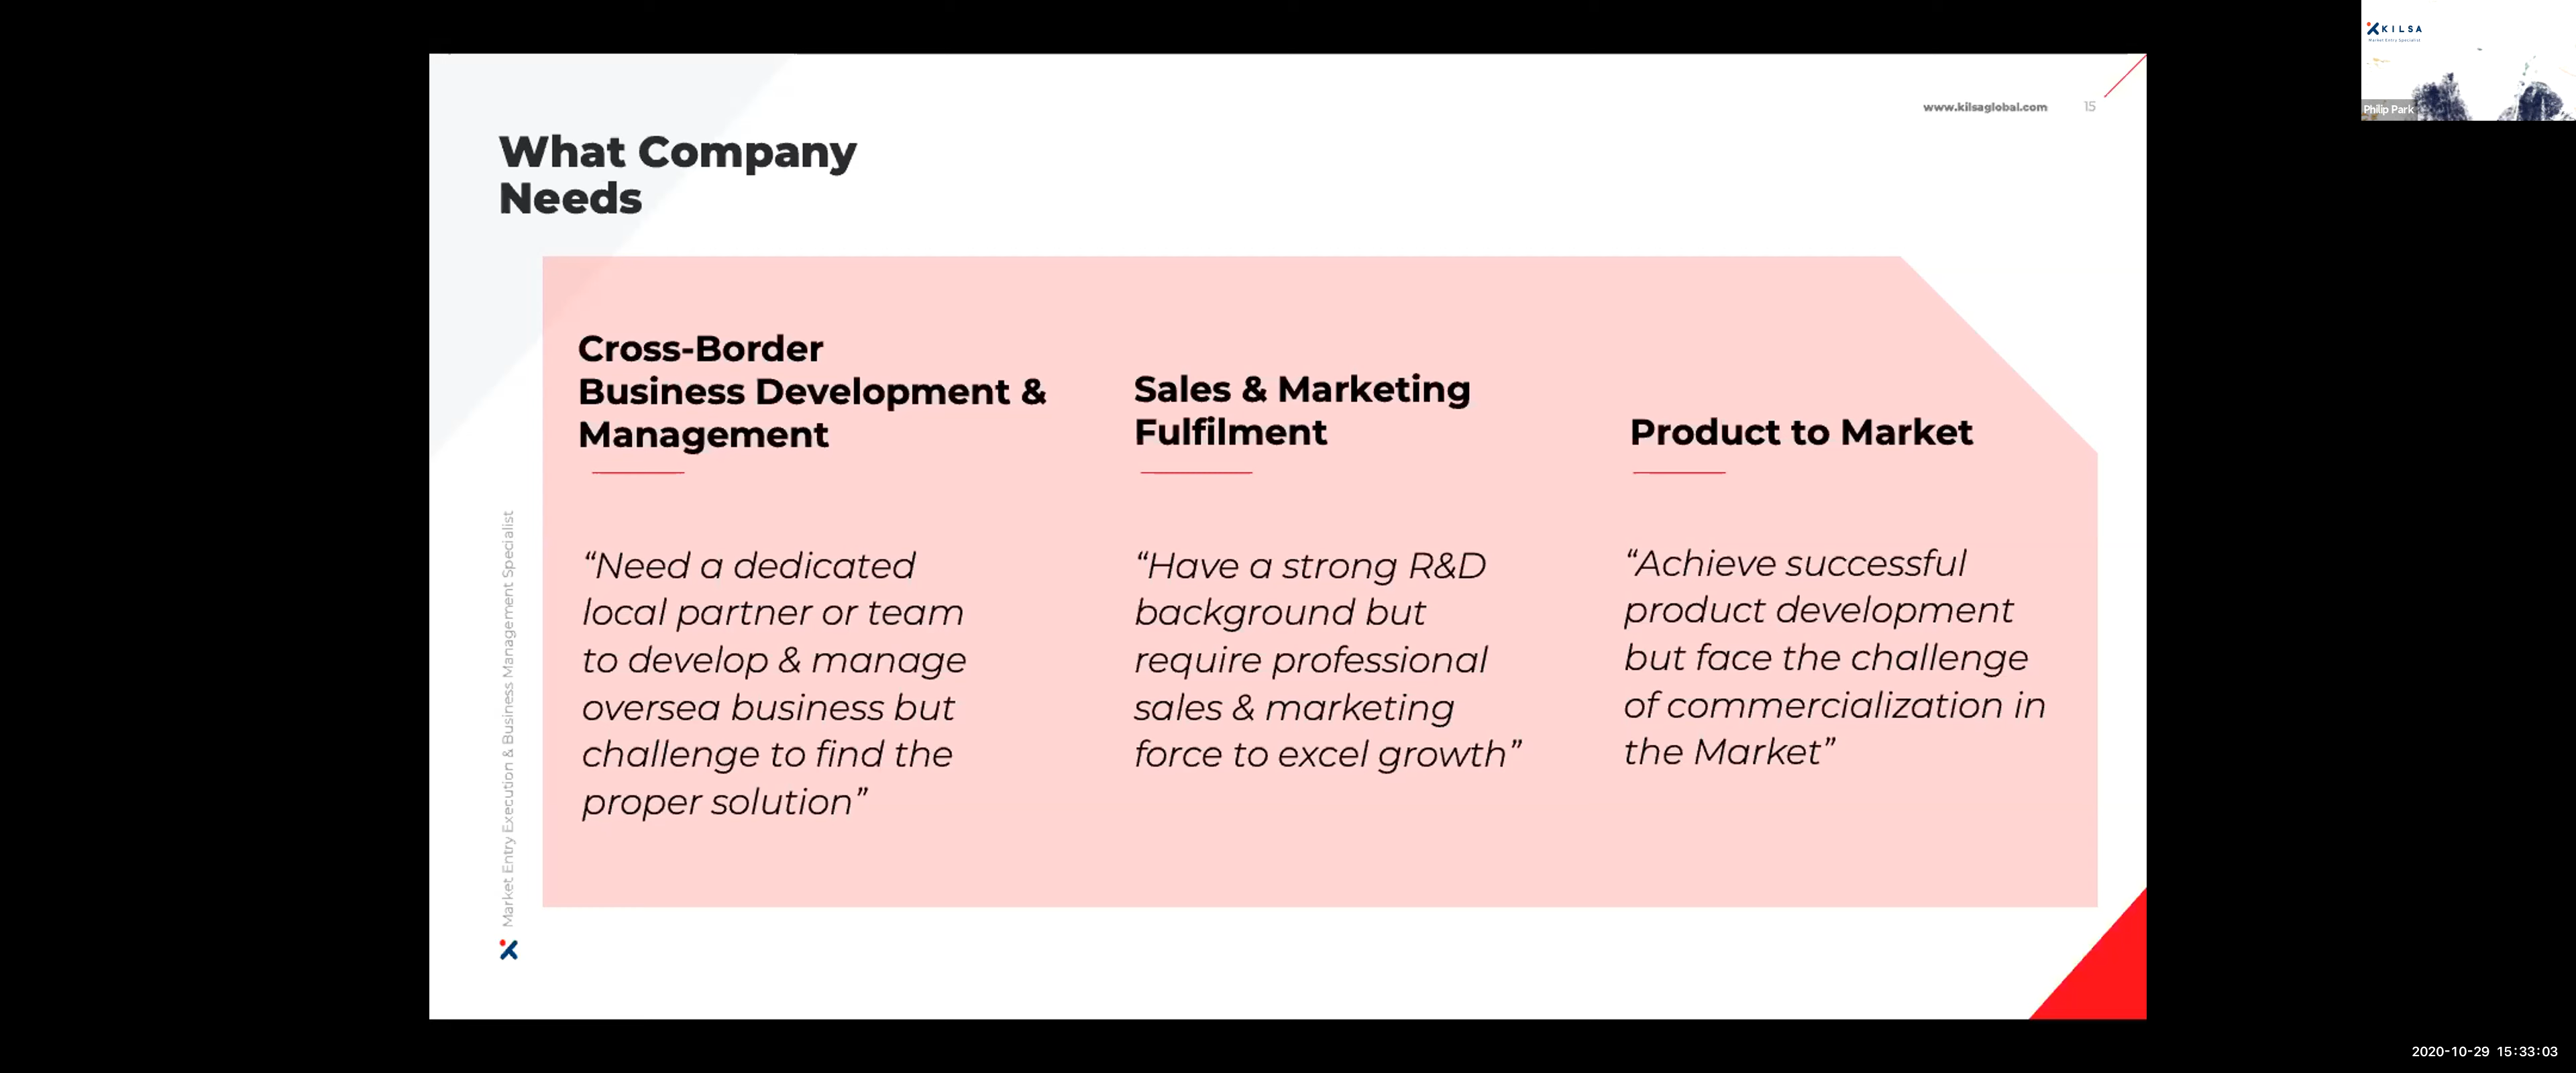 KILSA
Market Entry Specialist
Philip Park
www.kilsaglobal.com 15
What Company
Needs
Cross-Border
Business Development &
Management
“Need a dedicated
local partner or team
to develop & manage
oversea business but
challenge to find the
proper solution”
Sales & Marketing
Fulfilment
“Have a strong R&D
background but
require professional
sales & marketing
force to excel growth”
Product to Market
“Achieve successful
product development
but face the challenge
of commercialization in
the Market”
Market Entry Execution & Business Management Specialist
2020-10-29 15:33:03